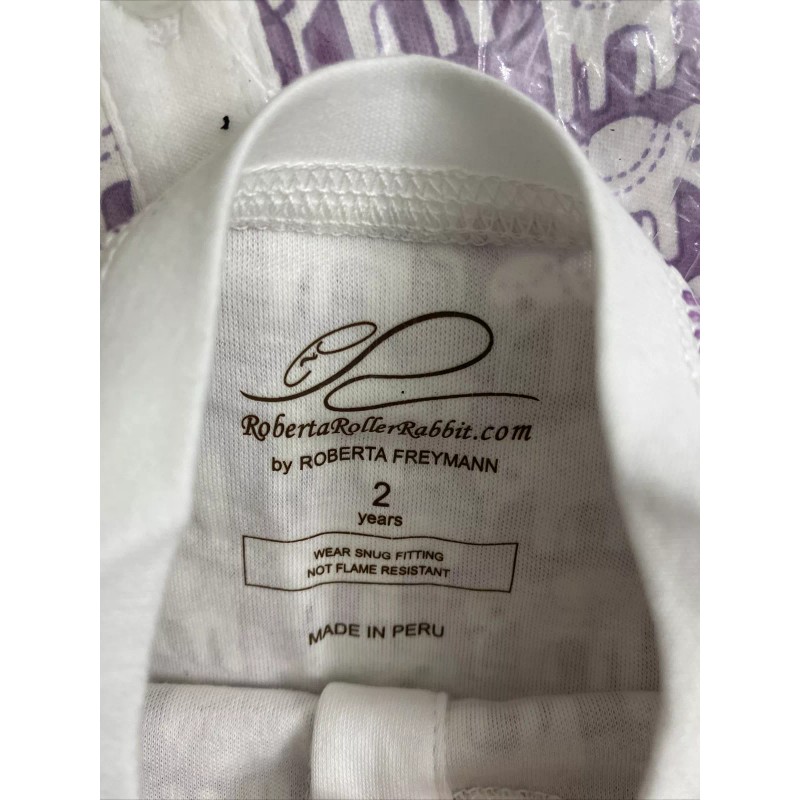 RobertaRollerRabbit.com
by ROBERTA FREYMANN
2
years
WEAR SNUG FITTING
NOT FLAME RESISTANT
MADE IN PERU